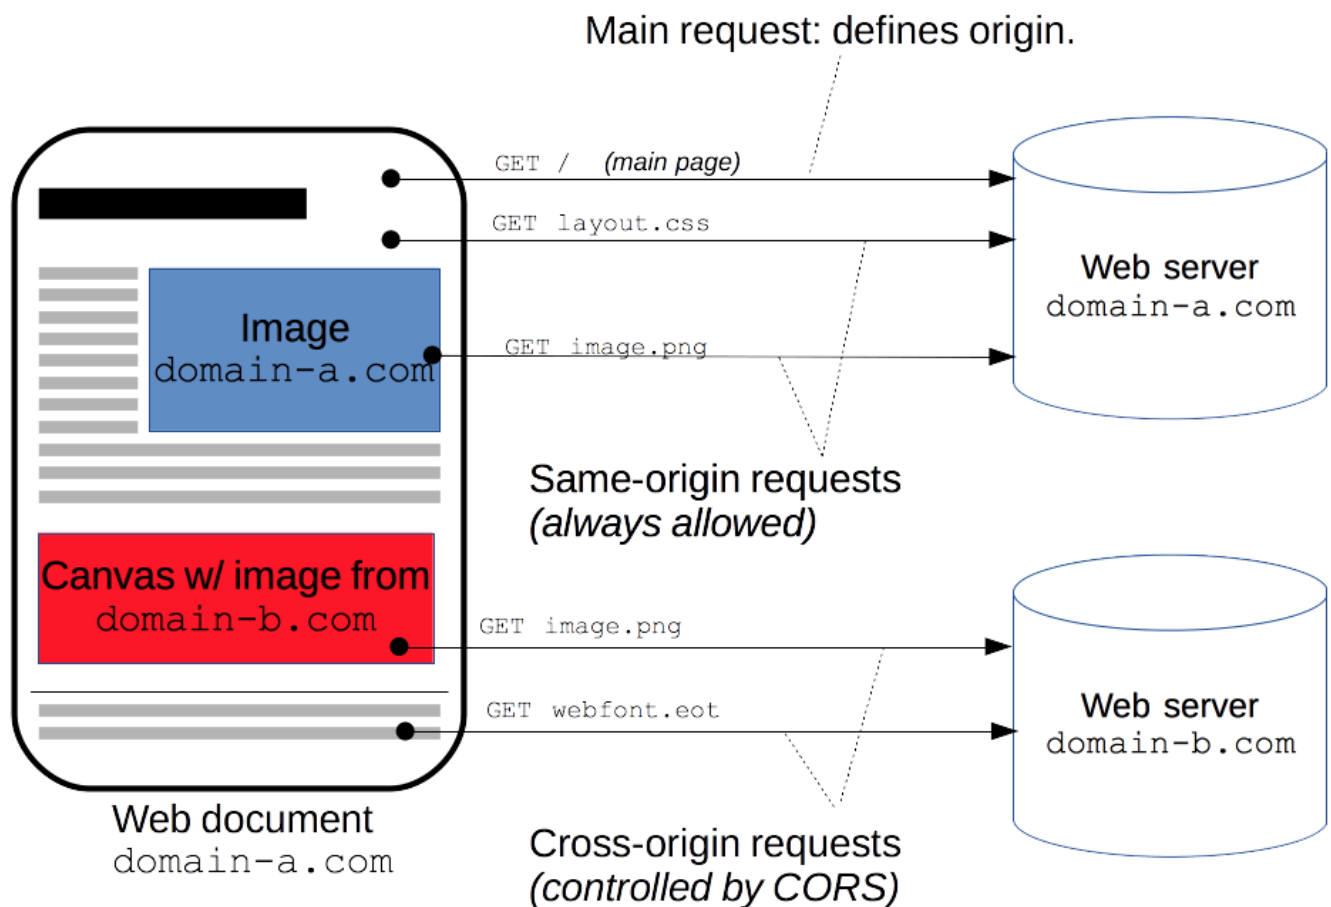 Main request: defines origin.
GET / (main page)
GET layout.css
Image
domain-a.com
GET image.png
Web server
domain-a.com
Same-origin requests
(always allowed)
Canvas w/ image from
domain-b.com
GET image.png
GET webfont.eot
Web server
domain-b.com
Web document
domain-a.com
Cross-origin requests
(controlled by CORS)